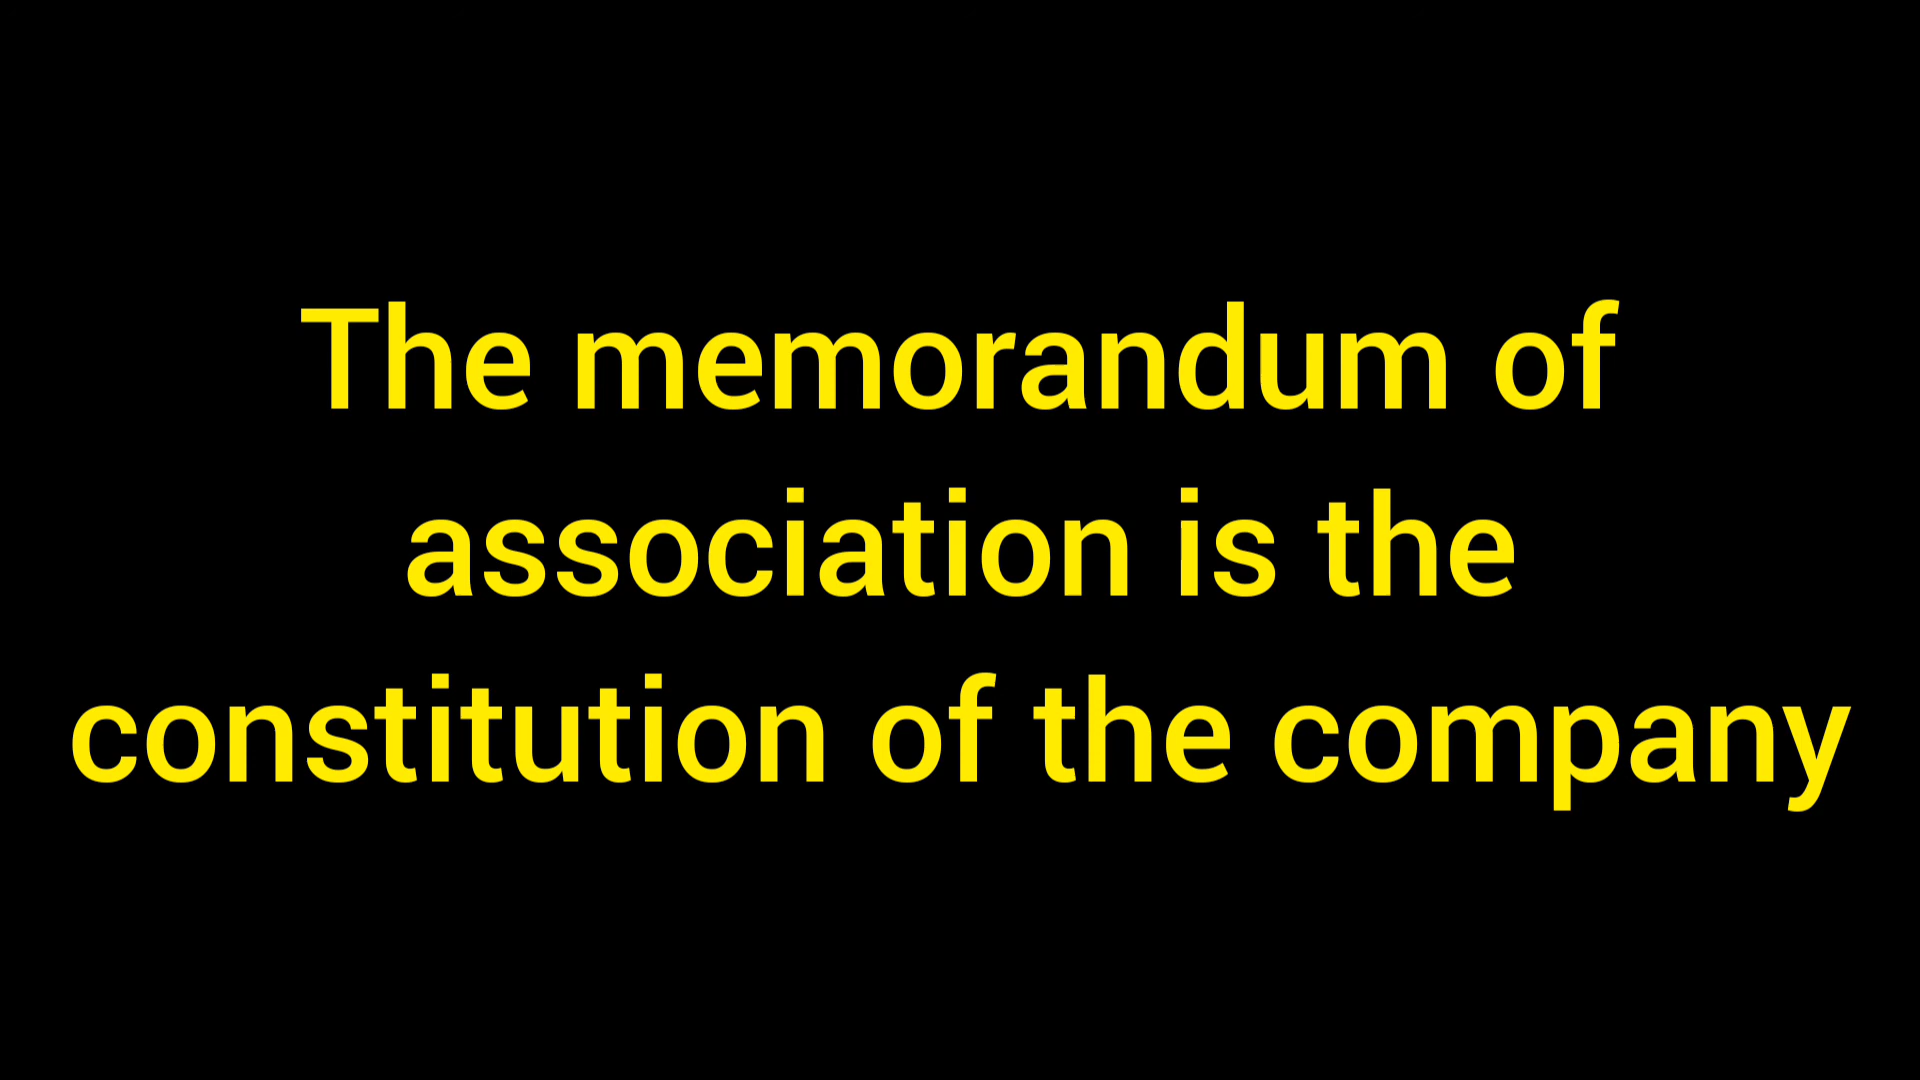 The memorandum of
association is the
constitution of the company